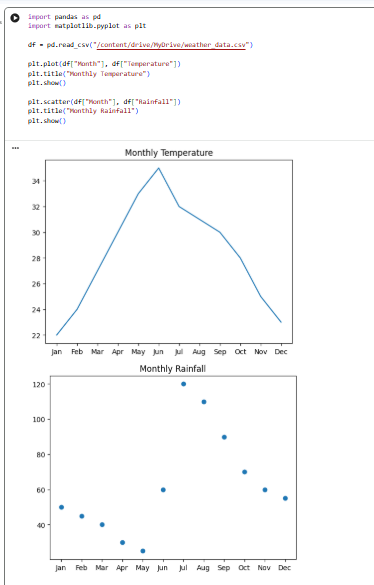 import pandas as pd
import matplotlib.pyplot as plt
df = pd.read_csv("/content/drive/MyDrive/weather_data.csv")
plt.plot(df["Month"], df["Temperature"])
plt.title("Monthly Temperature")
plt.show()
plt.scatter(df["Month"], df["Rainfall"])
plt.title("Monthly Rainfall")
plt.show()
...
Monthly Temperature
34
32
30
28
26
24
22
Jan Feb Mar Apr May Jun Jul Aug Sep Oct Nov Dec
Monthly Rainfall
120
100
80
60
40
Jan Feb Mar Apr May Jun Jul Aug Sep Oct Nov Dec